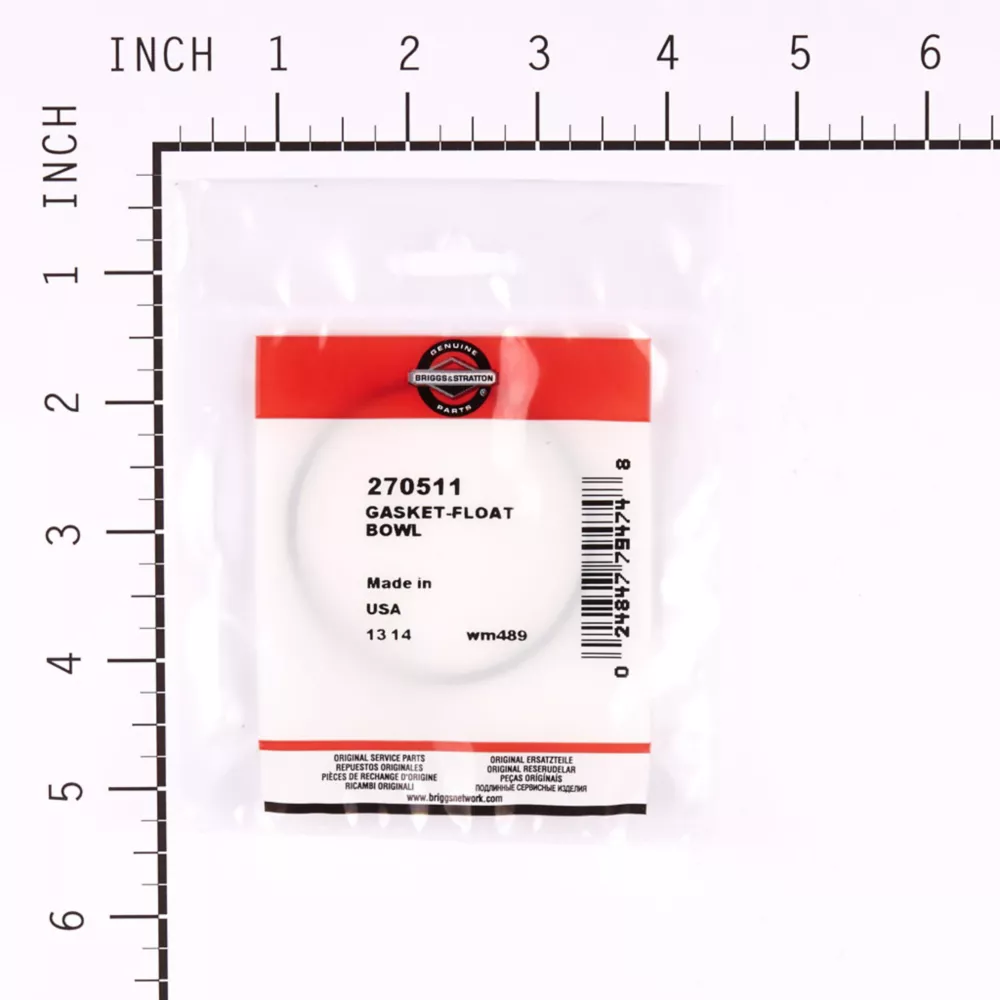 INCH 1 2 3 4 5 6
INCH
1
2
3
4
5
6
GENUINE
BRIGGS&STRATTON
®
PARTS
270511
GASKET-FLOAT
BOWL
Made in
USA
13 14 wm489
0 24847 79474 8
ORIGINAL SERVICE PARTS
REPUESTOS ORIGINALES
PIÈCES DE RECHANGE D'ORIGINE
RICAMBI ORIGINALI
ORIGINAL ERSATZTEILE
ORIGINAL RESERUDELAR
PEÇAS ORIGINAIS
ПОДЛИННЫЕ СЕРВИСНЫЕ ИЗДЕЛИЯ
www.briggsnetwork.com